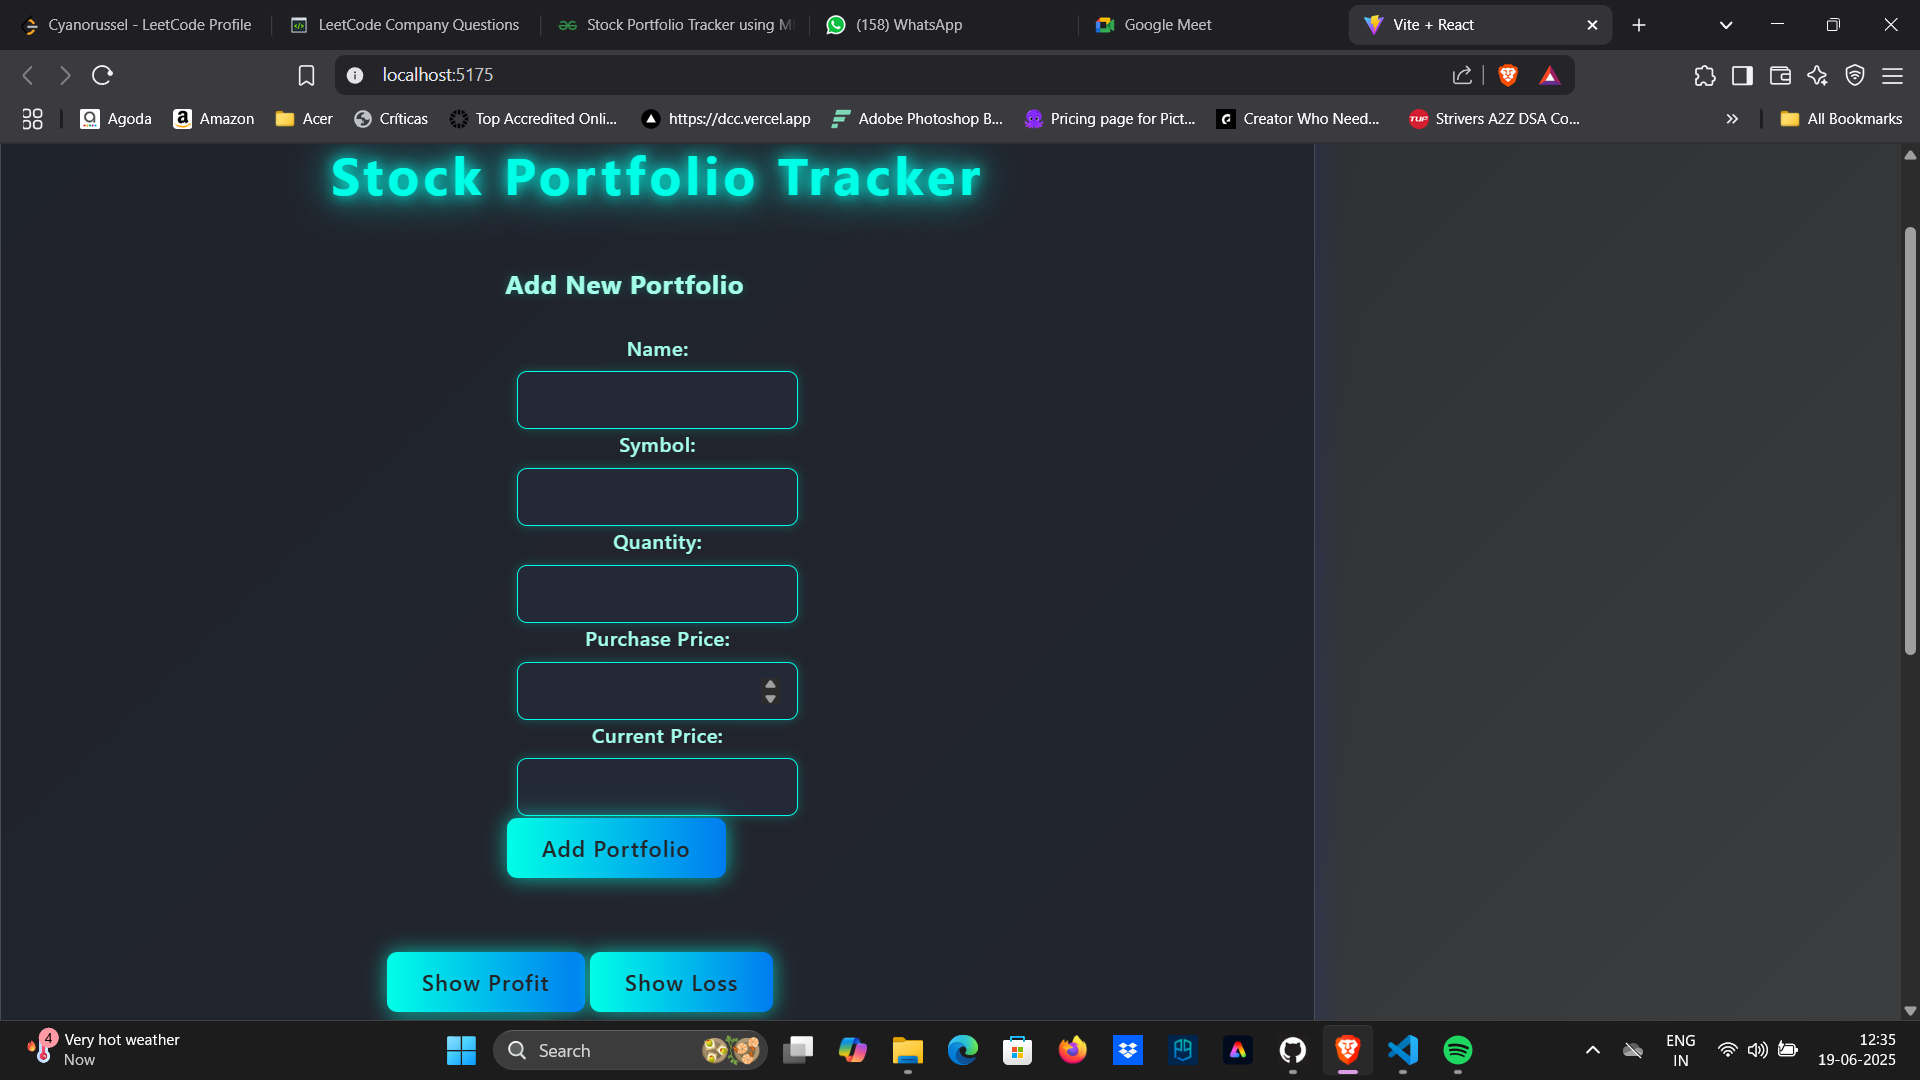 Cyanorussel - LeetCode Profile
LeetCode Company Questions
Stock Portfolio Tracker using M
(158) WhatsApp
Google Meet
Vite + React
localhost:5175
Agoda
Amazon
Acer
Críticas
Top Accredited Onli...
https://dcc.vercel.app
Adobe Photoshop B...
Pricing page for Pict...
Creator Who Need...
TUF
Strivers A2Z DSA Co...
All Bookmarks
Stock Portfolio Tracker
Add New Portfolio
Name:
Symbol:
Quantity:
Purchase Price:
Current Price:
Add Portfolio
Show Profit
Show Loss
4
Very hot weather
Now
Search
ENG
IN
12:35
19-06-2025